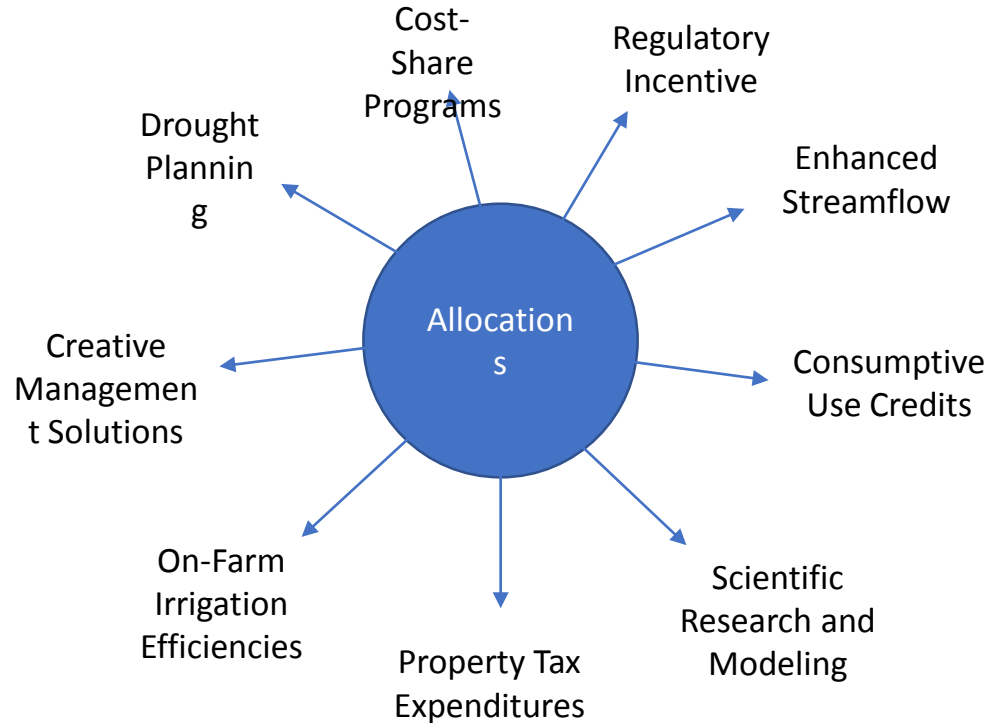 Cost-
Share
Programs
Regulatory
Incentive
Drought
Plannin
g
Enhanced
Streamflow
Allocation
s
Creative
Managemen
t Solutions
Consumptive
Use Credits
On-Farm
Irrigation
Efficiencies
Scientific
Research and
Modeling
Property Tax
Expenditures